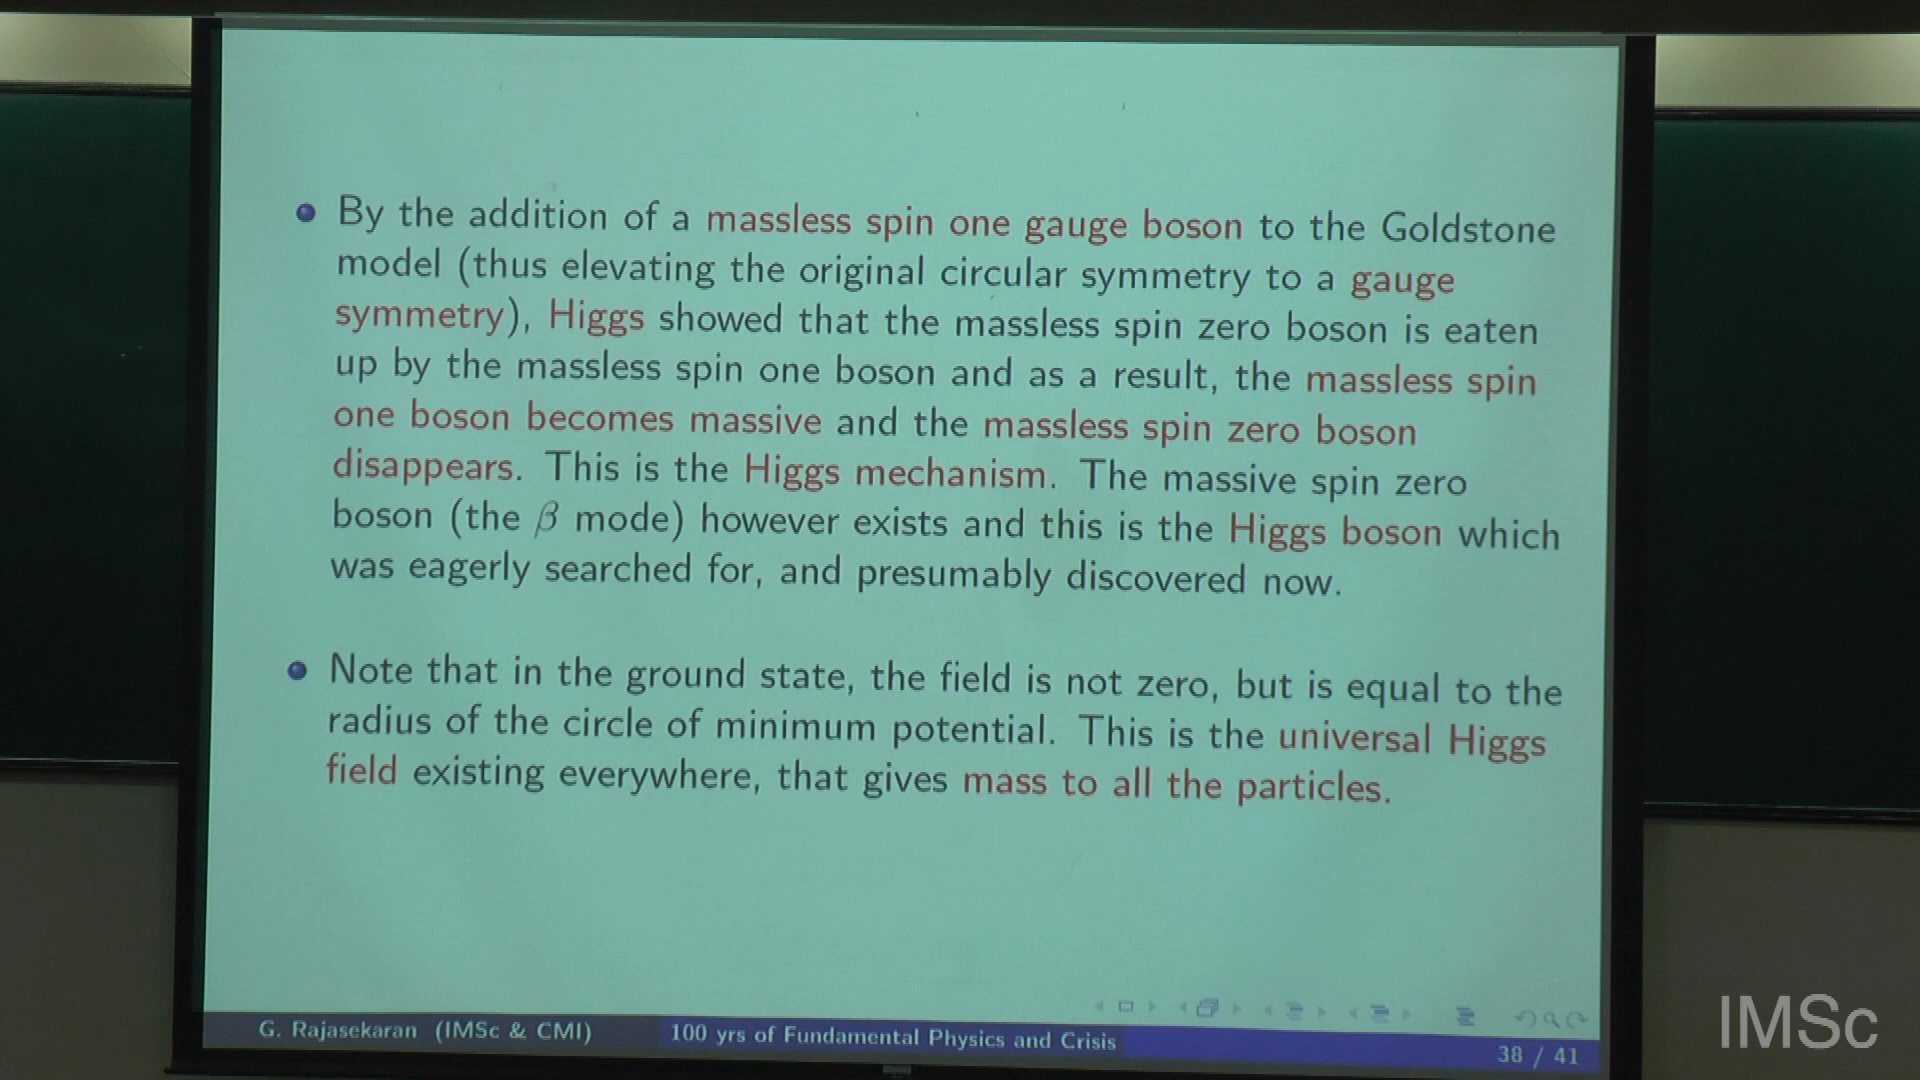 By the addition of a massless spin one gauge boson to the Goldstone
model (thus elevating the original circular symmetry to a gauge
symmetry), Higgs showed that the massless spin zero boson is eaten
up by the massless spin one boson and as a result, the massless spin
one boson becomes massive and the massless spin zero boson
disappears. This is the Higgs mechanism. The massive spin zero
boson (the β mode) however exists and this is the Higgs boson which
was eagerly searched for, and presumably discovered now.
Note that in the ground state, the field is not zero, but is equal to the
radius of the circle of minimum potential. This is the universal Higgs
field existing everywhere, that gives mass to all the particles.
G. Rajasekaran (IMSc & CMI) 100 yrs of Fundamental Physics and Crisis
38 / 41
IMSc